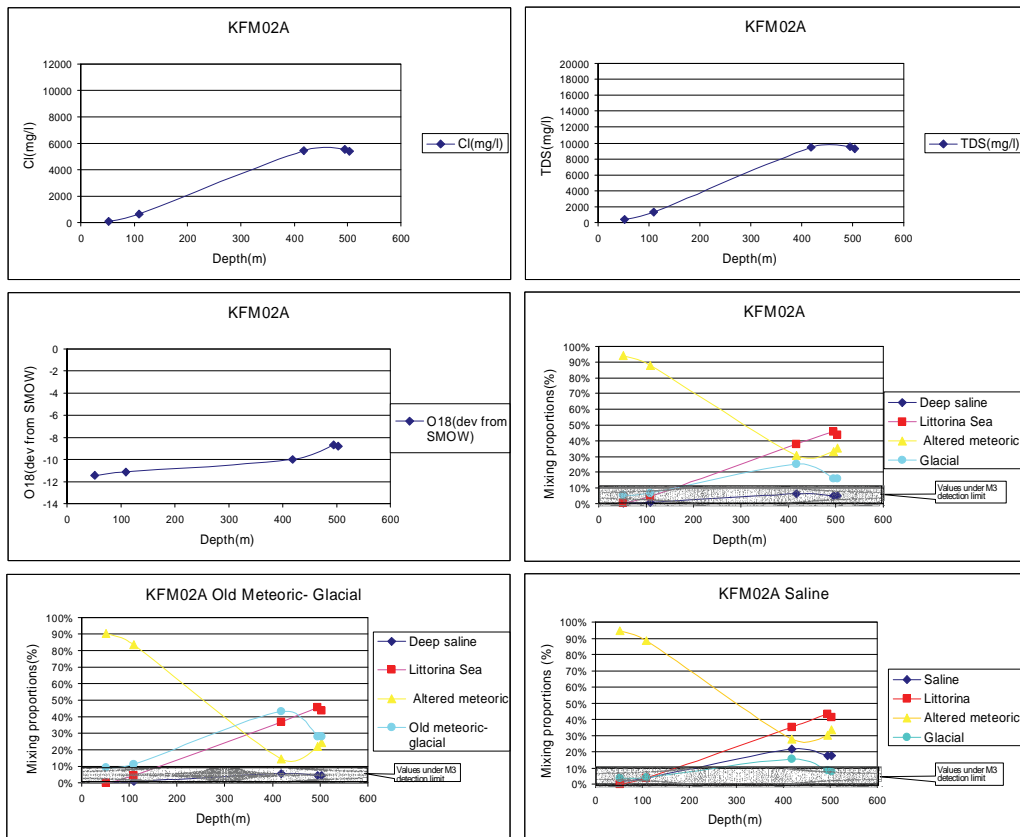 KFM02A
12000
10000
8000
6000
4000
2000
0
Cl(mg/l)
0 100 200 300 400 500 600
Depth(m)
Cl(mg/l)
KFM02A
20000
18000
16000
14000
12000
10000
8000
6000
4000
2000
0
TDS(mg/l)
0 100 200 300 400 500 600
Depth(m)
TDS(mg/l)
KFM02A
0
-2
-4
-6
-8
-10
-12
-14
O18(dev from SMOW)
0 100 200 300 400 500 600
Depth(m)
O18(dev from
SMOW)
KFM02A
100%
90%
80%
70%
60%
50%
40%
30%
20%
10%
0%
Mixing proportions(%)
0 100 200 300 400 500 600
Depth(m)
Deep saline
Littorina Sea
Altered meteoric
Glacial
Values under M3
detection limit
KFM02A Old Meteoric- Glacial
100%
90%
80%
70%
60%
50%
40%
30%
20%
10%
0%
Mixing proportions(%)
0 100 200 300 400 500 600
Depth(m)
Deep saline
Littorina Sea
Altered meteoric
Old meteoric-
glacial
Values under M3
detection limit
KFM02A Saline
100%
90%
80%
70%
60%
50%
40%
30%
20%
10%
0%
Mixing proportions (%)
0 100 200 300 400 500 600
Depth(m)
Saline
Littorina
Altered meteoric
Glacial
Values under M3
detection limit